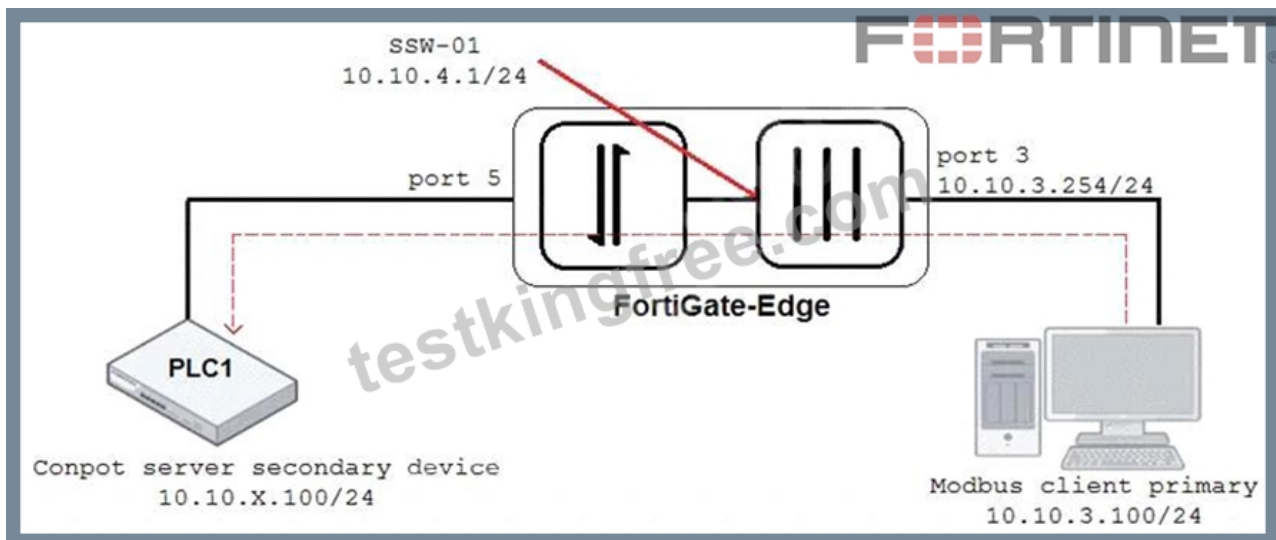 FORTINET
SSW-01
10.10.4.1/24
port 5
port 3
10.10.3.254/24
FortiGate-Edge
testkingfree.com
PLC1
Conpot server secondary device
10.10.X.100/24
Modbus client primary
10.10.3.100/24